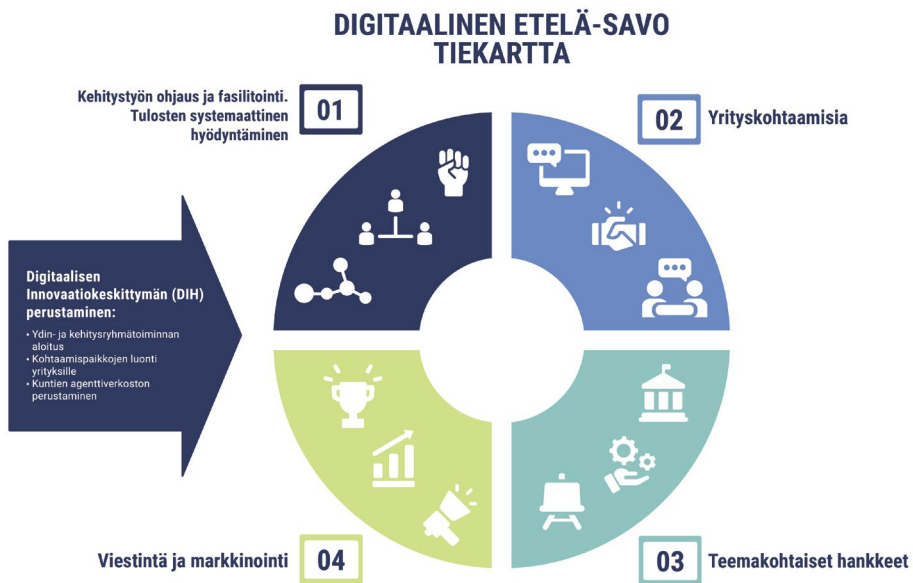 DIGITAALINEN ETELÄ-SAVO
TIEKARTTA
Kehitystyön ohjaus ja fasilitointi.
Tulosten systemaattinen
hyödyntäminen
01
02
Yrityskohtaamisia
Digitaalisen
Innovaatiokeskittymän (DIH)
perustaminen:
• Ydin- ja kehitysryhmätoiminnan
aloitus
• Kohtaamispaikkojen luonti
yrityksille
• Kuntien agenttiverkoston
perustaminen
Viestintä ja markkinointi
04
03
Teemakohtaiset hankkeet